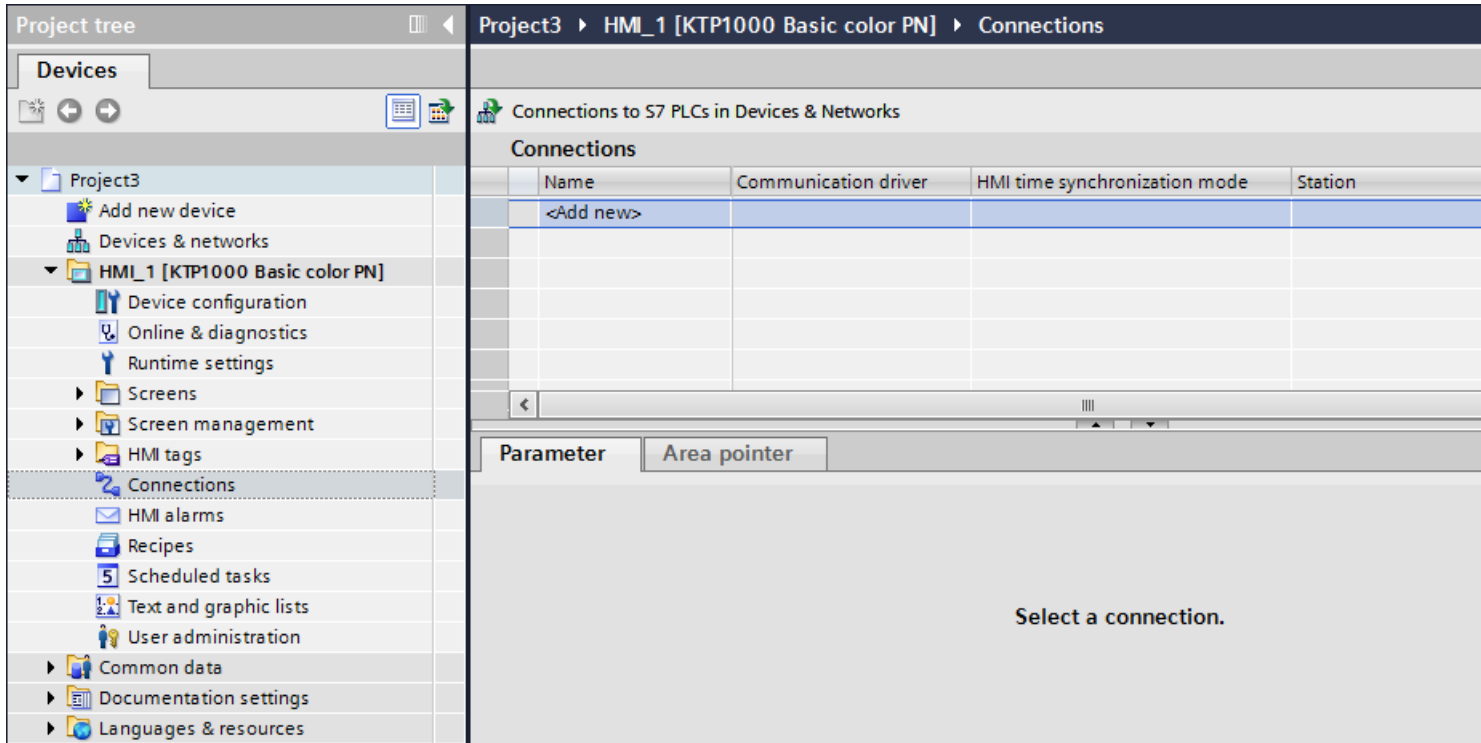 Project tree
Devices
Project3
Add new device
Devices & networks
HMI_1 [KTP1000 Basic color PN]
Device configuration
Online & diagnostics
Runtime settings
Screens
Screen management
HMI tags
Connections
HMI alarms
Recipes
Scheduled tasks
Text and graphic lists
User administration
Common data
Documentation settings
Languages & resources
Project3 HMI_1 [KTP1000 Basic color PN] Connections
Connections to S7 PLCs in Devices & Networks
Connections
Name Communication driver HMI time synchronization mode Station
<Add new>
Parameter Area pointer
Select a connection.